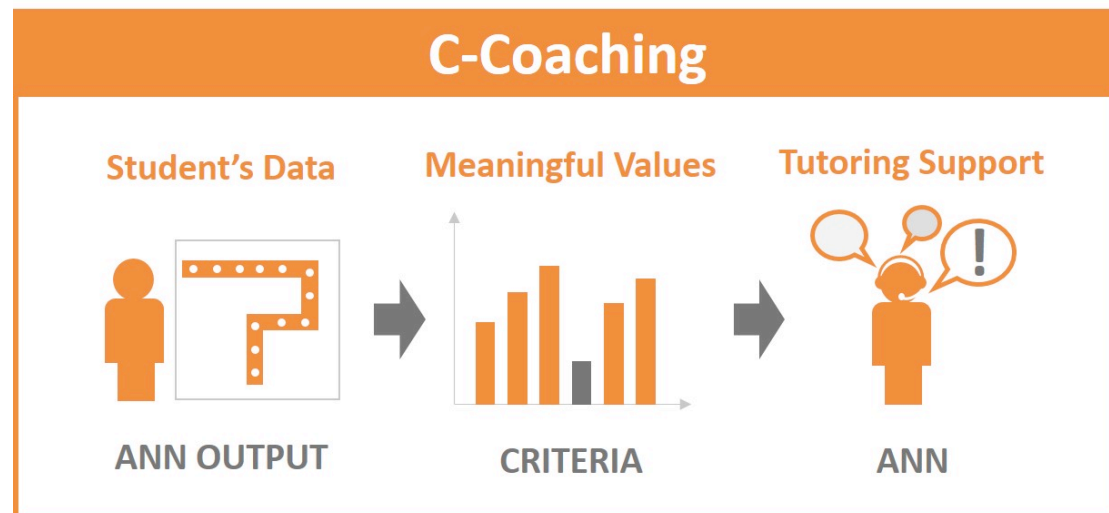 C-Coaching
Student’s Data
Meaningful Values
Tutoring Support
!
ANN OUTPUT
CRITERIA
ANN